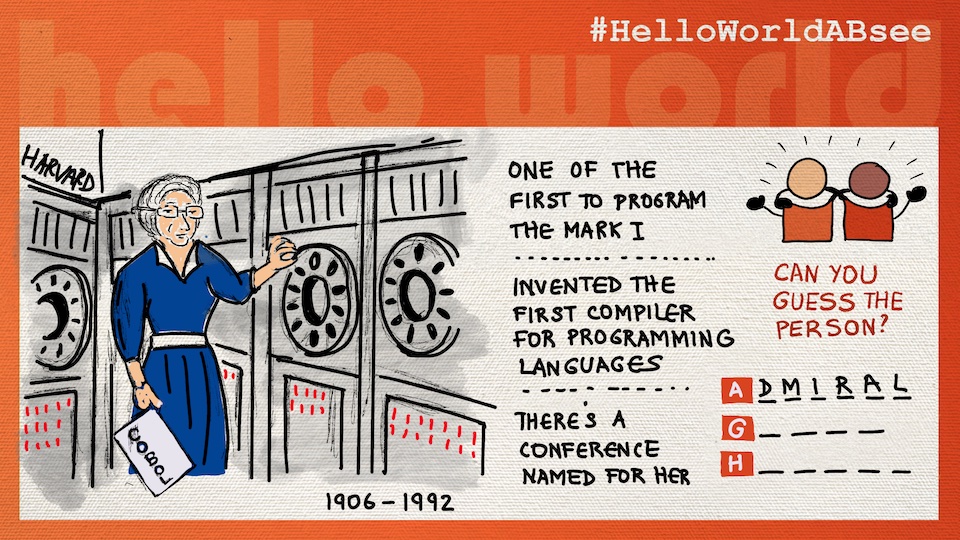 #HelloWorldABsee
hello world
HARVARD
COBOL
1906-1992
ONE OF THE
FIRST TO PROGRAM
THE MARK I
INVENTED THE
FIRST COMPILER
FOR PROGRAMMING
LANGUAGES
THERE'S A
CONFERENCE
NAMED FOR HER
CAN YOU
GUESS THE
PERSON?
A D M I R A L
G _ _ _ _
H _ _ _ _ _